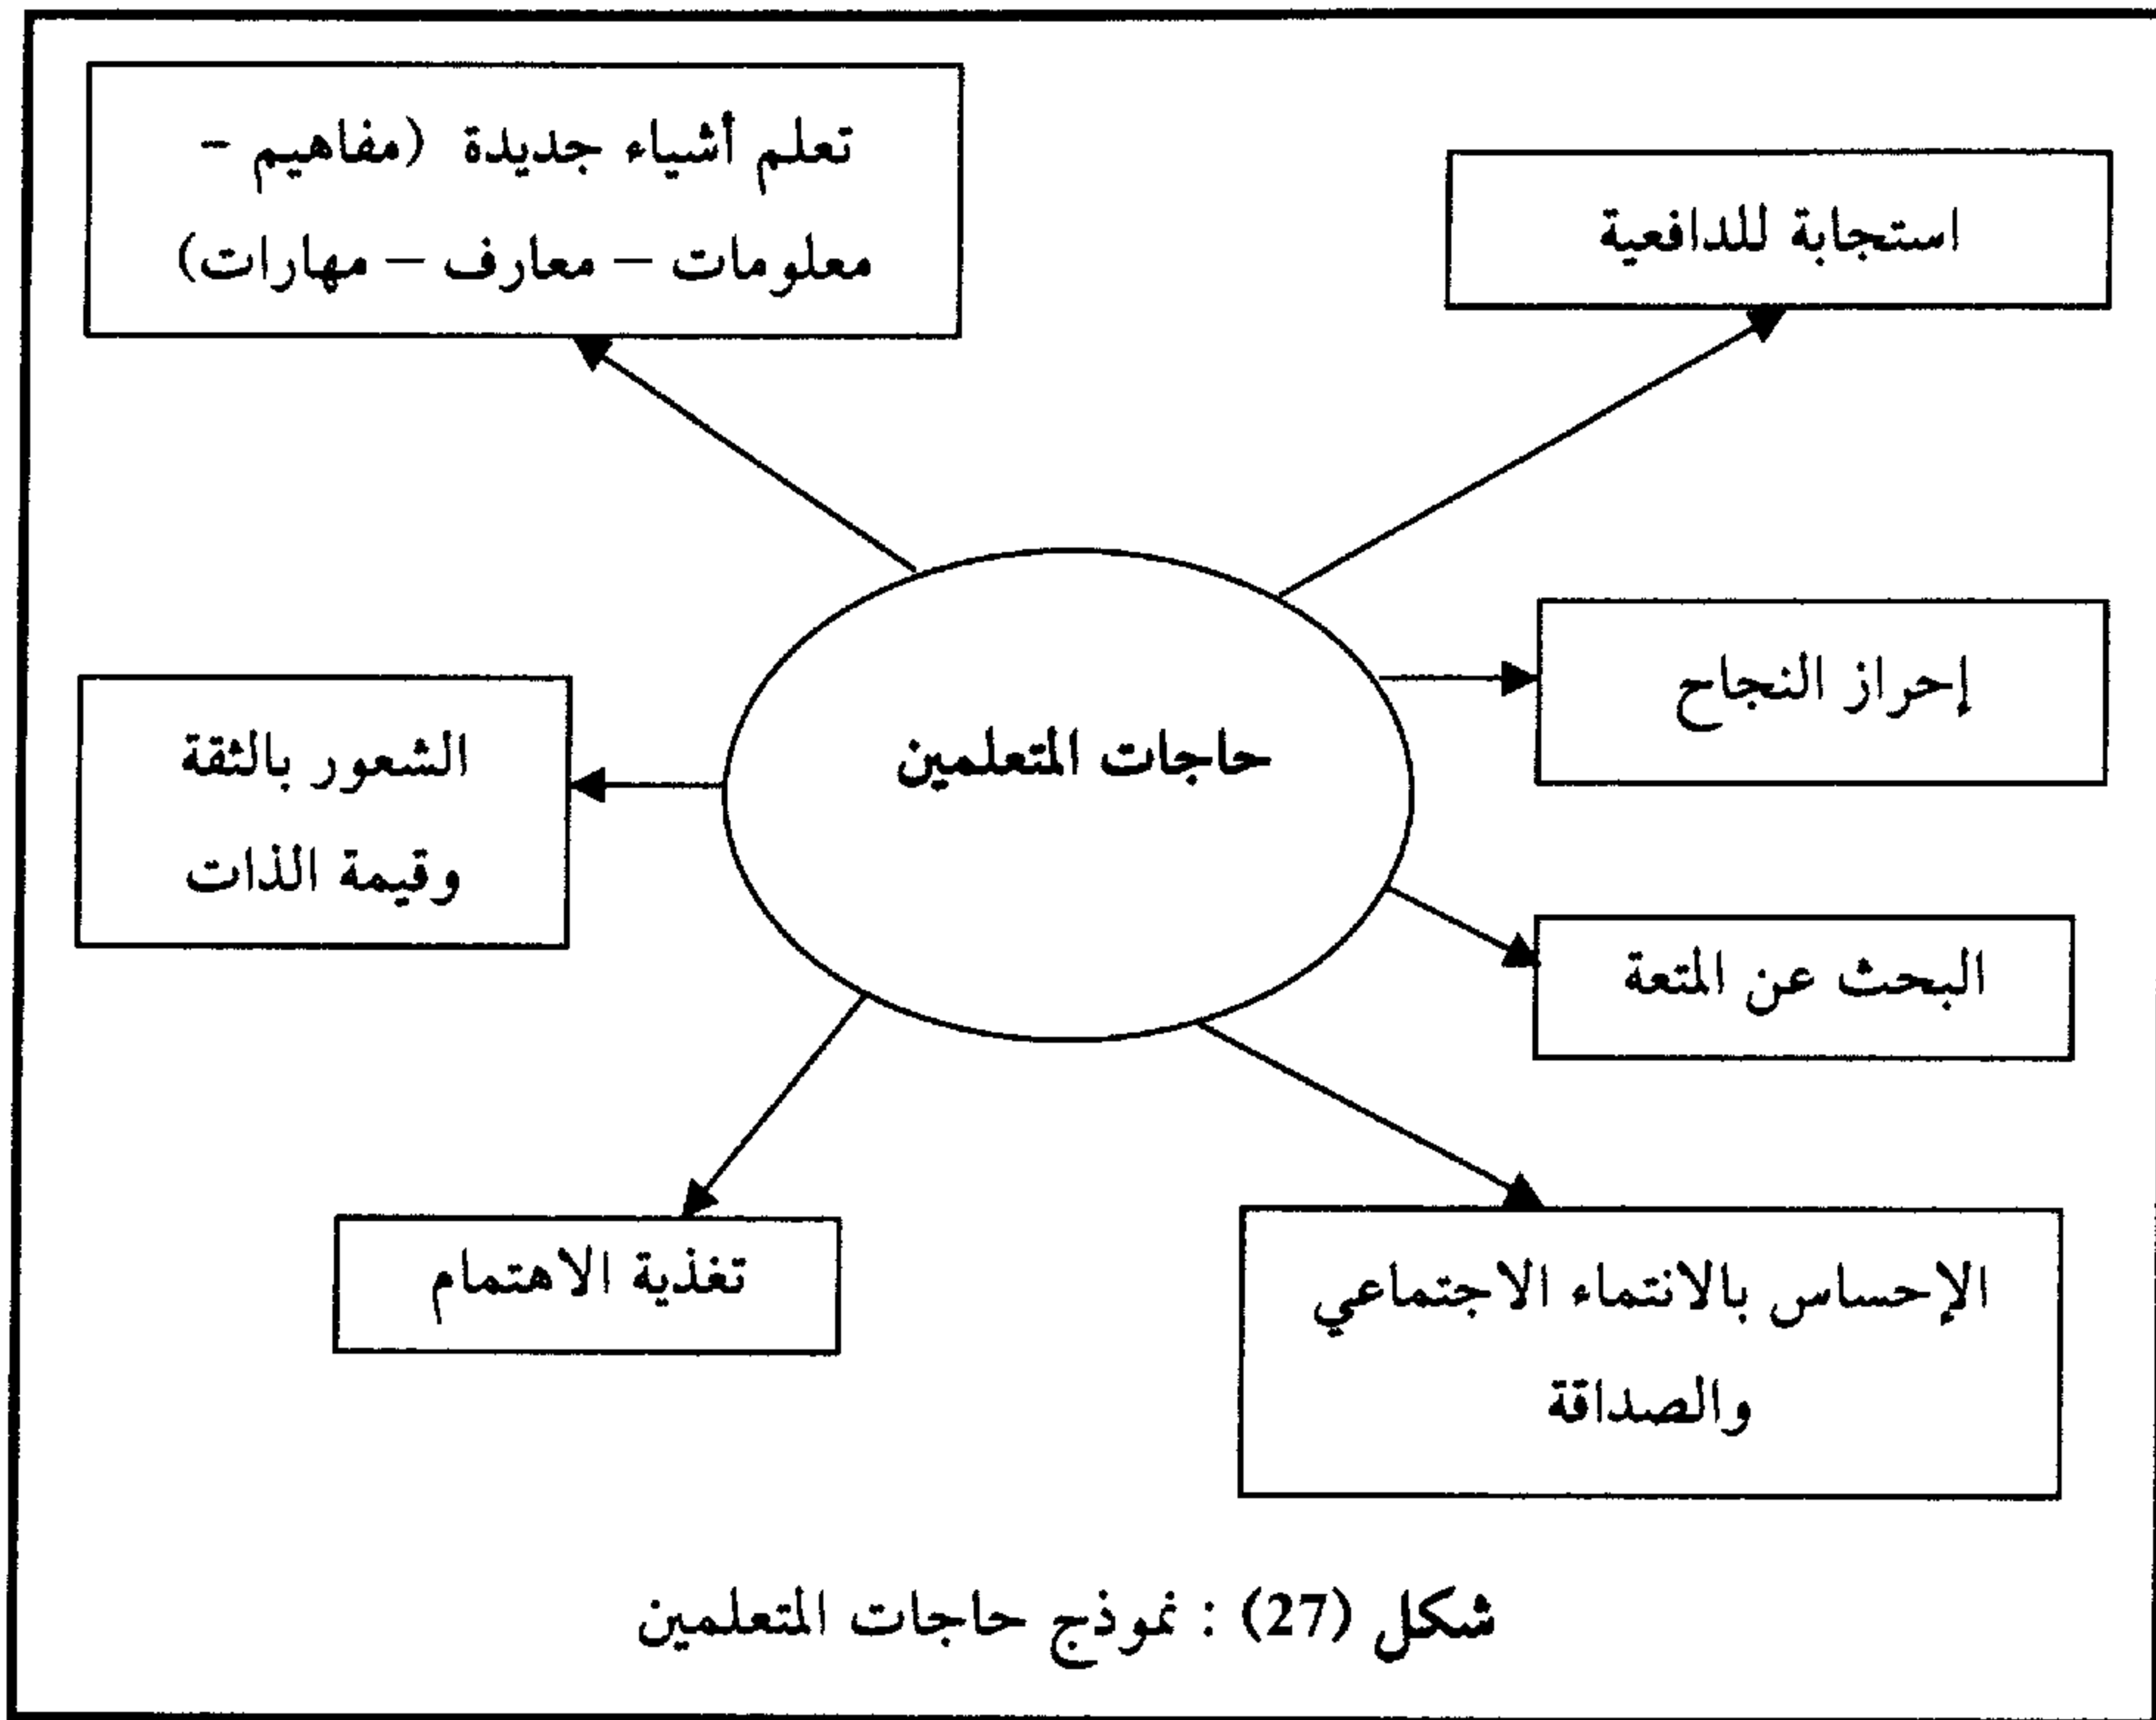 استجابة للدافعية
تعلم أشياء جديدة (مفاهيم -
معلومات – معارف – مهارات)
إحراز النجاح
حاجات المتعلمين
الشعور بالثقة
وقيمة الذات
البحث عن المتعة
الإحساس بالانتماء الاجتماعي
والصداقة
تغذية الاهتمام
شكل (27) : نموذج حاجات المتعلمين